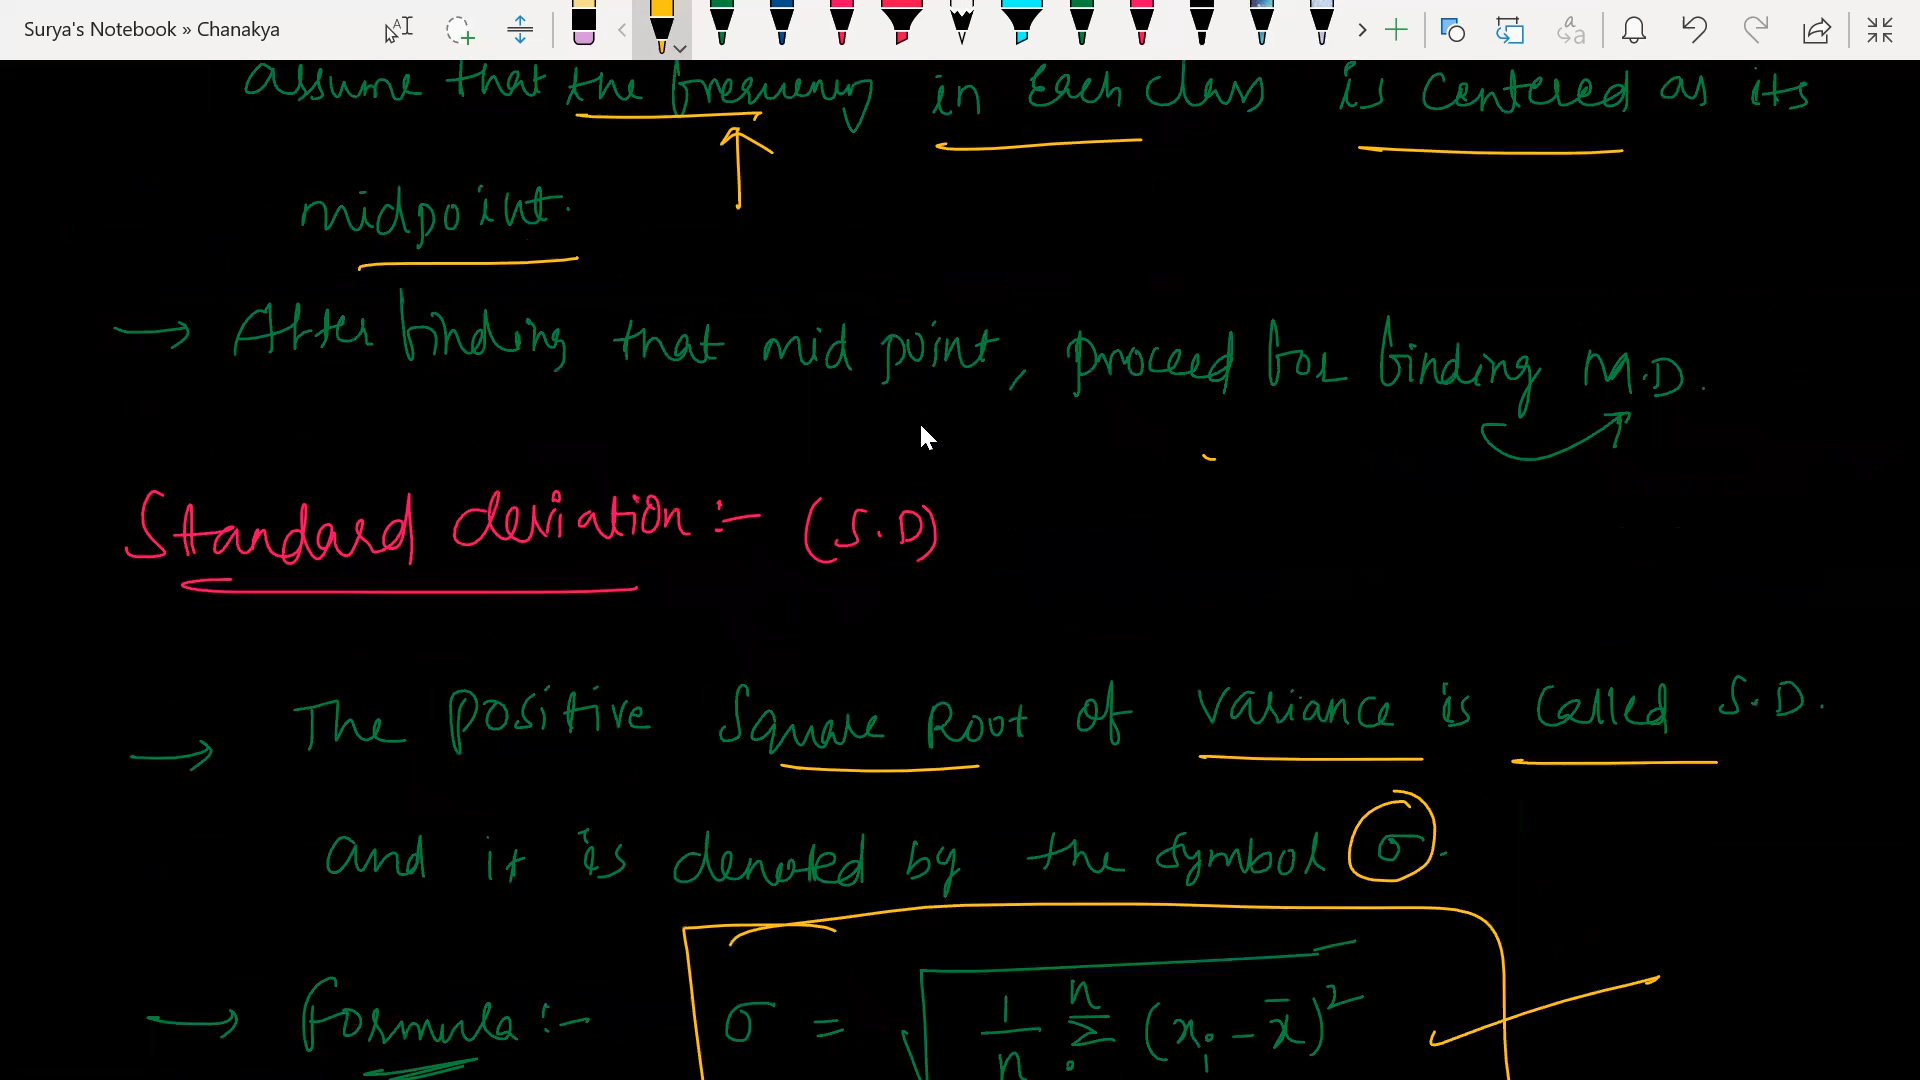 Surya's Notebook » Chanakya
assume that the frequency in each class is centered as its
midpoint.
→ After finding that mid point, proceed for finding M.D.
Standard deviation :- (S.D)
→ The positive Square Root of variance is called S.D.
and it is denoted by the symbol σ.
→ formula :- σ = √ 1/n n Σ i (xᵢ - x̄)²